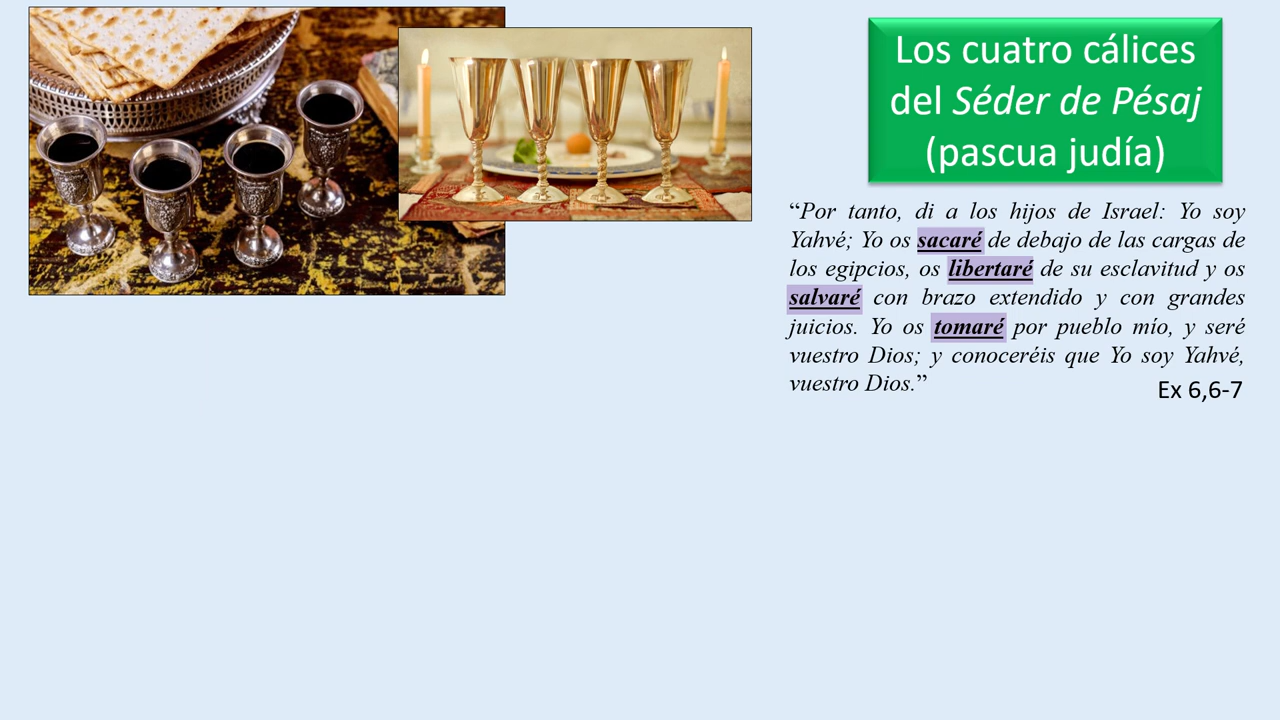 Los cuatro cálices
del Séder de Pésaj
(pascua judía)
“Por tanto, di a los hijos de Israel: Yo soy
Yahvé; Yo os sacaré de debajo de las cargas de
los egipcios, os libertaré de su esclavitud y os
salvaré con brazo extendido y con grandes
juicios. Yo os tomaré por pueblo mío, y seré
vuestro Dios; y conoceréis que Yo soy Yahvé,
vuestro Dios.”
Ex 6,6-7